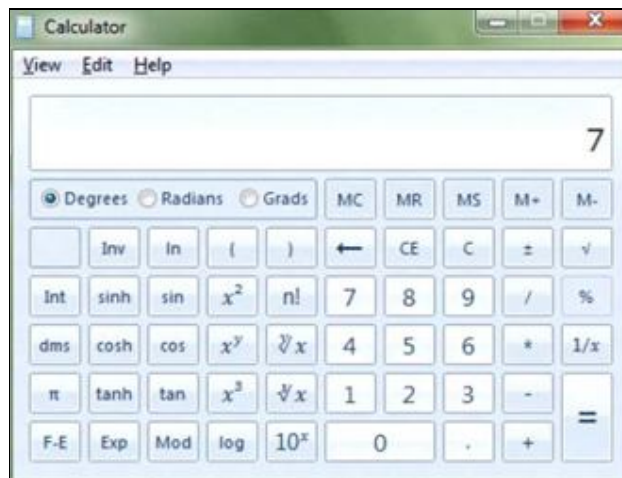 Calculator
View Edit Help
7
Degrees Radians Grads MC MR MS M+ M-
Inv In ( ) ← CE C ± √
Int sinh sin x² n! 7 8 9 / %
dms cosh cos xʸ ʸ√x 4 5 6 * 1/x
π tanh tan x³ ∛x 1 2 3 - =
F-E Exp Mod log 10ˣ 0 . +